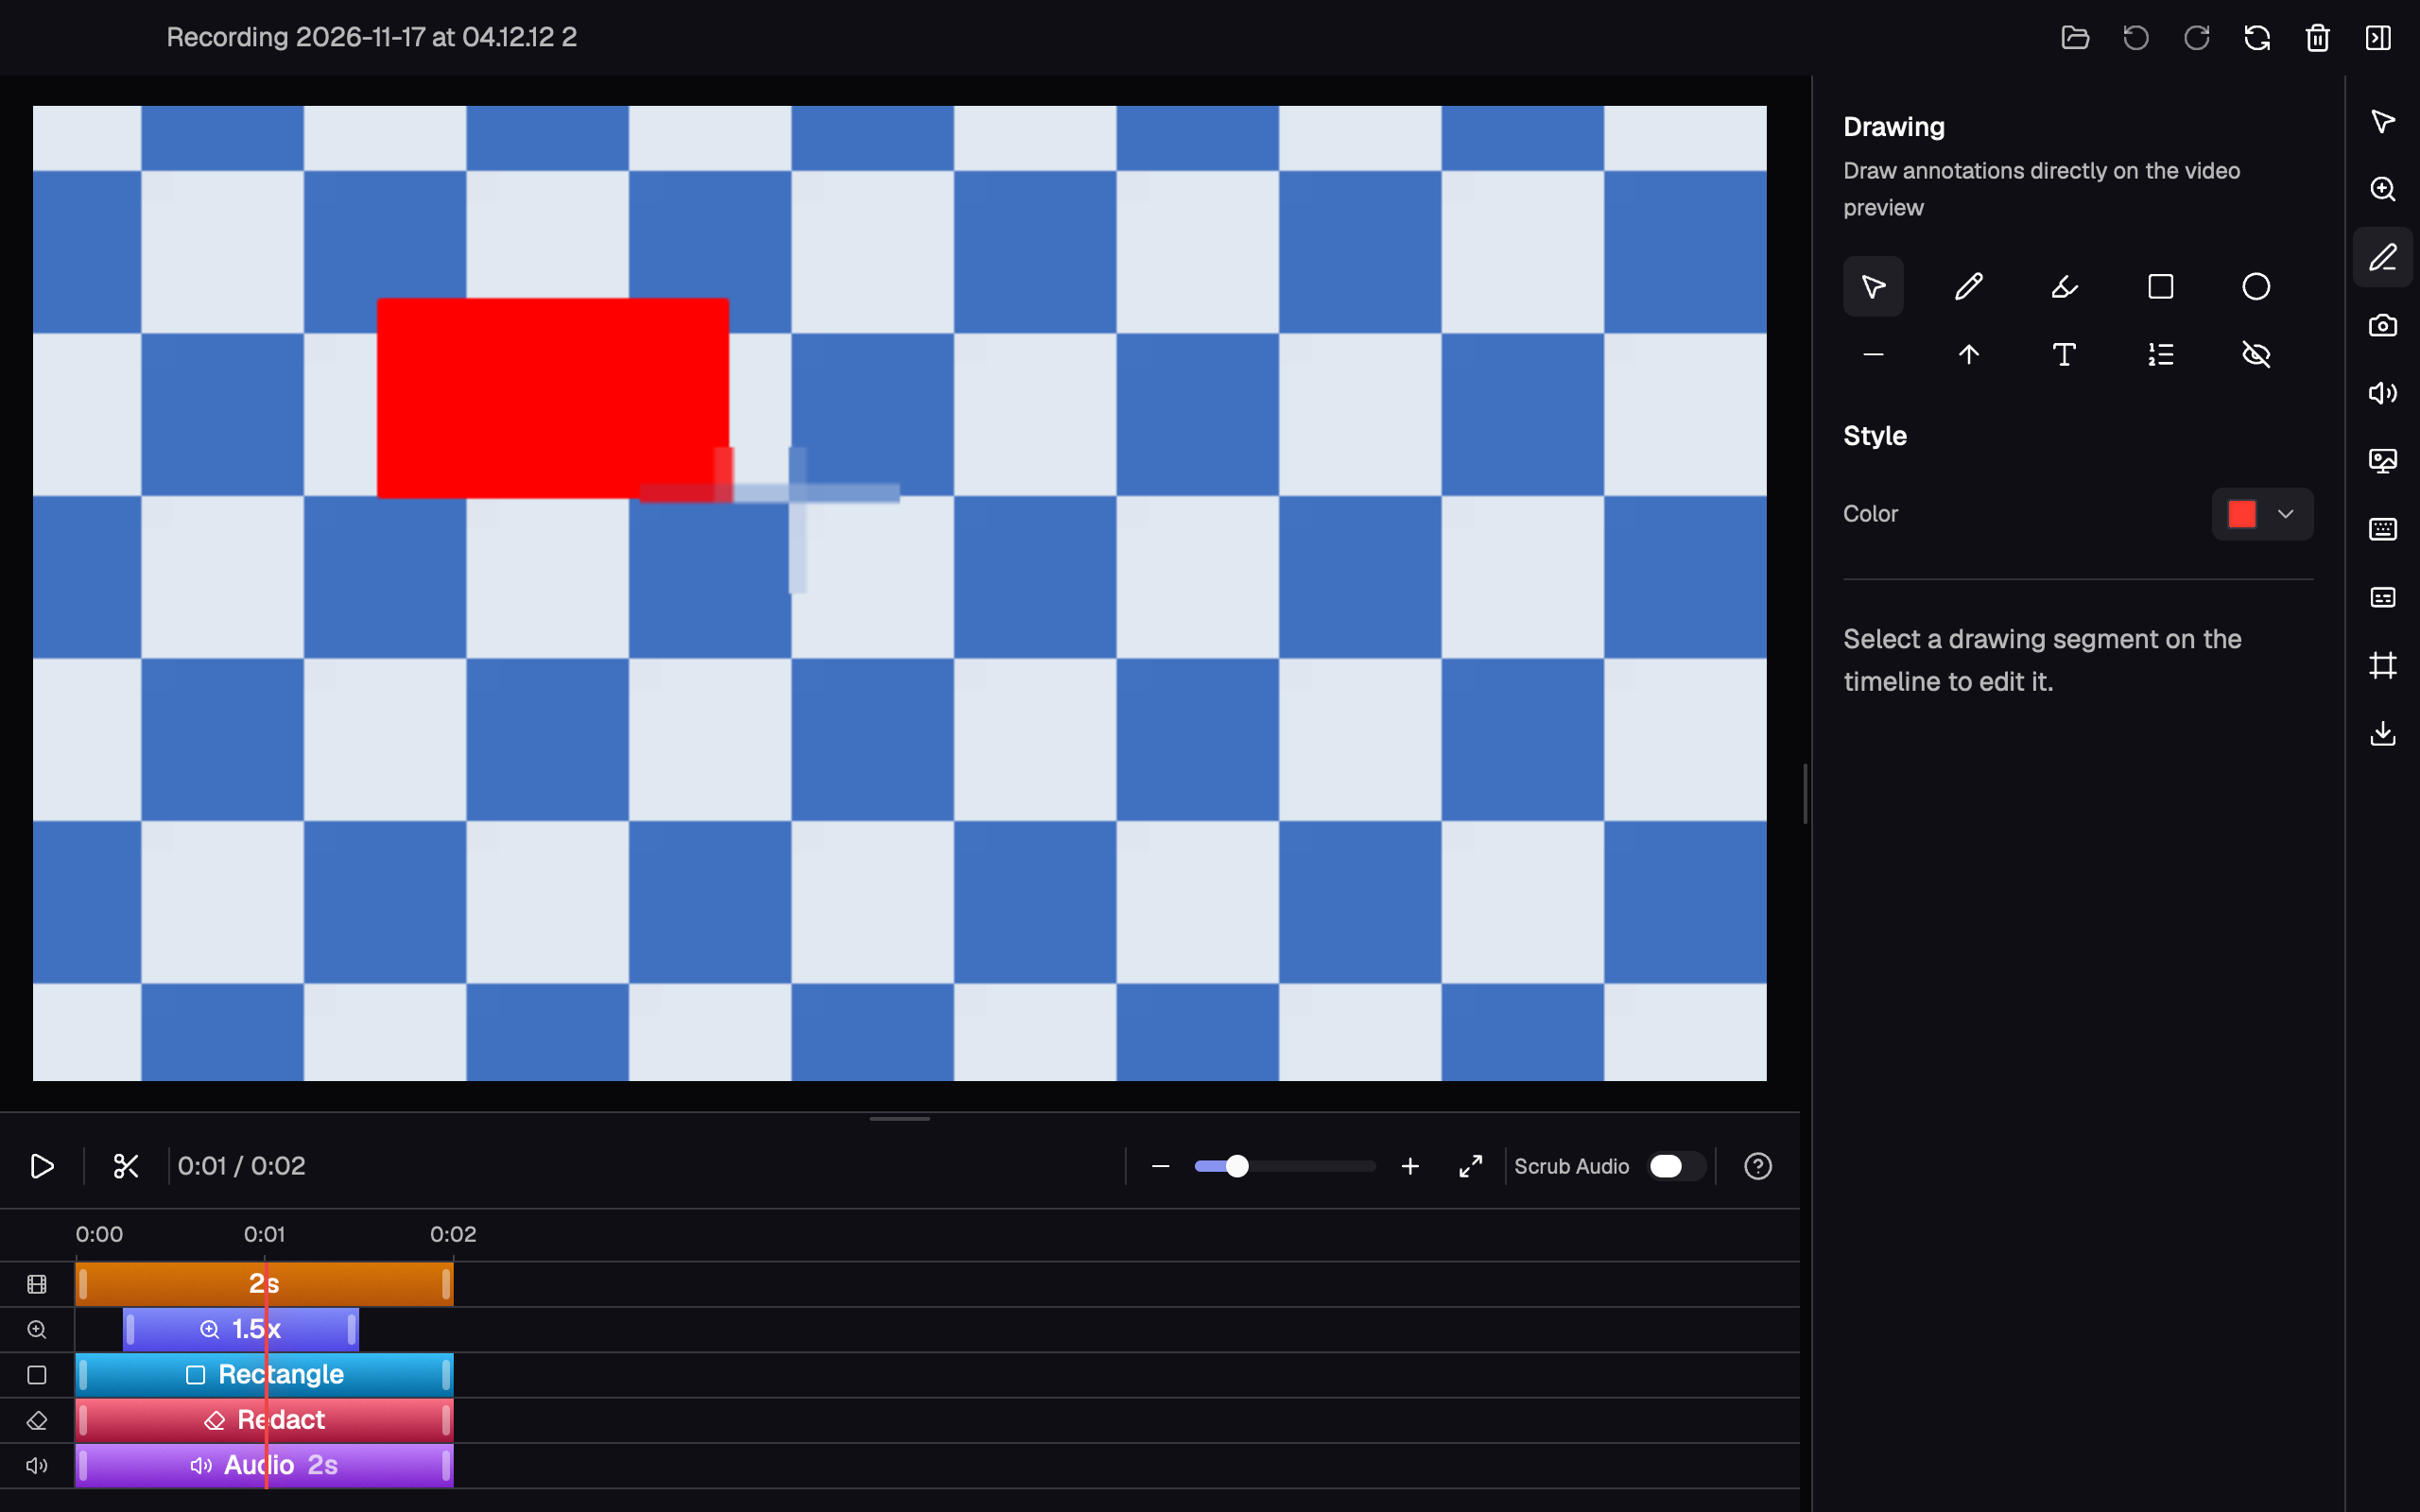 Recording 2026-11-17 at 04.12.12 2
Drawing
Draw annotations directly on the video
preview
Style
Color
Select a drawing segment on the
timeline to edit it.
0:01 / 0:02
Scrub Audio
0:00 0:01 0:02
2s
1.5x
Rectangle
Redact
Audio 2s